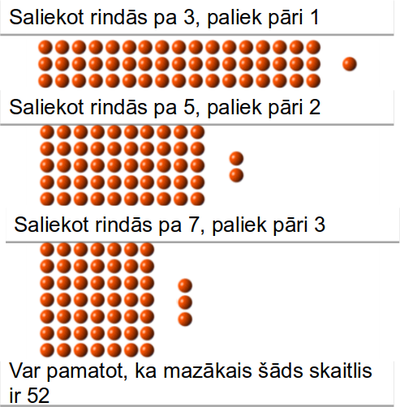 Saliekot rindās pa 3, paliek pāri 1
Saliekot rindās pa 5, paliek pāri 2
Saliekot rindās pa 7, paliek pāri 3
Var pamatot, ka mazākais šāds skaitlis
ir 52